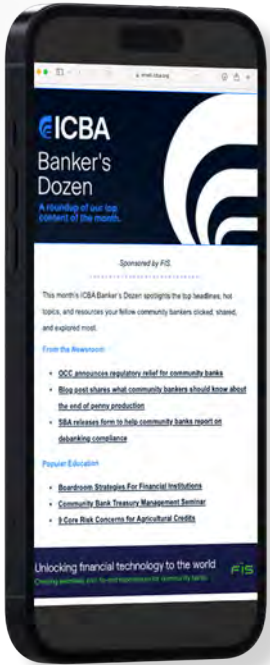 ICBA
Banker's
Dozen
A roundup of our top
content of the month.
Sponsored by FIS.
This month's ICBA Banker's Dozen spotlights the top headlines, hot
topics, and resources your fellow community bankers clicked, shared,
and explored most.
From the Newsroom:
OCC announces regulatory relief for community banks
Blog post shares what community bankers should know about
the end of penny production
SBA releases form to help community banks report on
debanking compliance
Popular Education
Boardroom Strategies For Financial Institutions
Community Bank Treasury Management Seminar
9 Core Risk Concerns for Agricultural Credits
Unlocking financial technology to the world
FIS